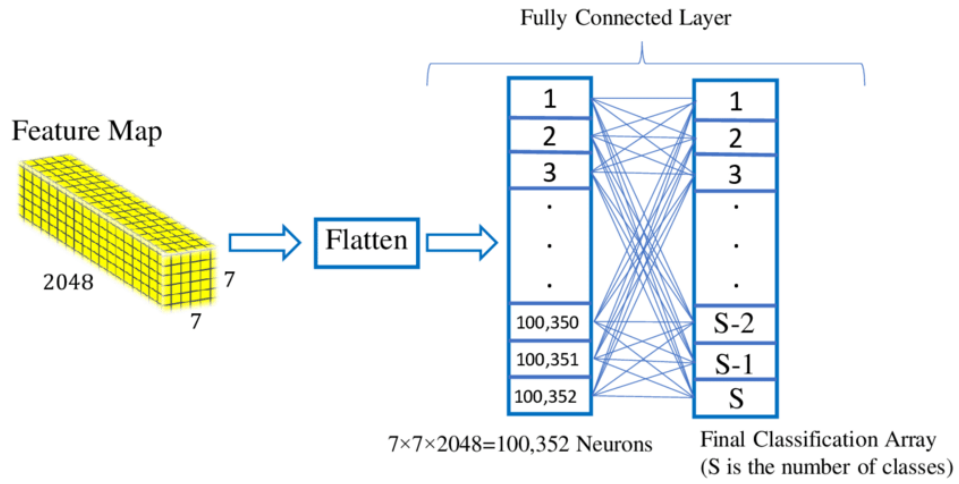 Fully Connected Layer
Feature Map
2048
7
7
Flatten
1
2
3
.
.
.
100,350
100,351
100,352
1
2
3
.
.
.
S-2
S-1
S
7×7×2048=100,352 Neurons
Final Classification Array
(S is the number of classes)